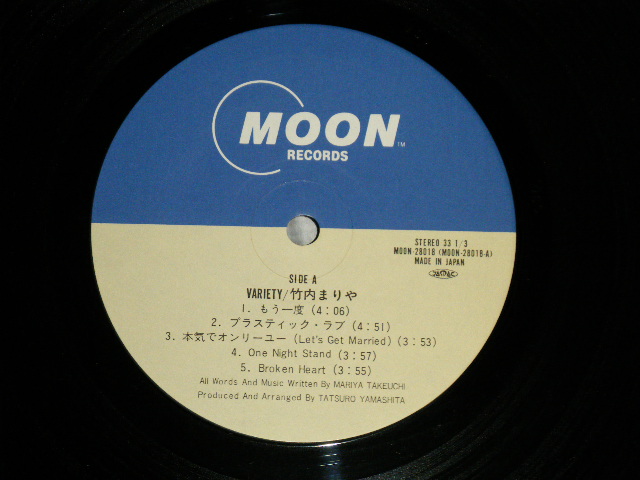 MOON
TM
RECORDS
STEREO 33 1/3
MOON-28018 (MOON-28018-A)
MADE IN JAPAN
SIDE A
VARIETY/竹内まりや
1. もう一度 (4:06)
2. プラスティック・ラブ (4:51)
3. 本気でオンリーユー (Let's Get Married) (3:53)
4. One Night Stand (3:57)
5. Broken Heart (3:55)
All Words And Music Written By MARIYA TAKEUCHI
Produced And Arranged By TATSURO YAMASHITA